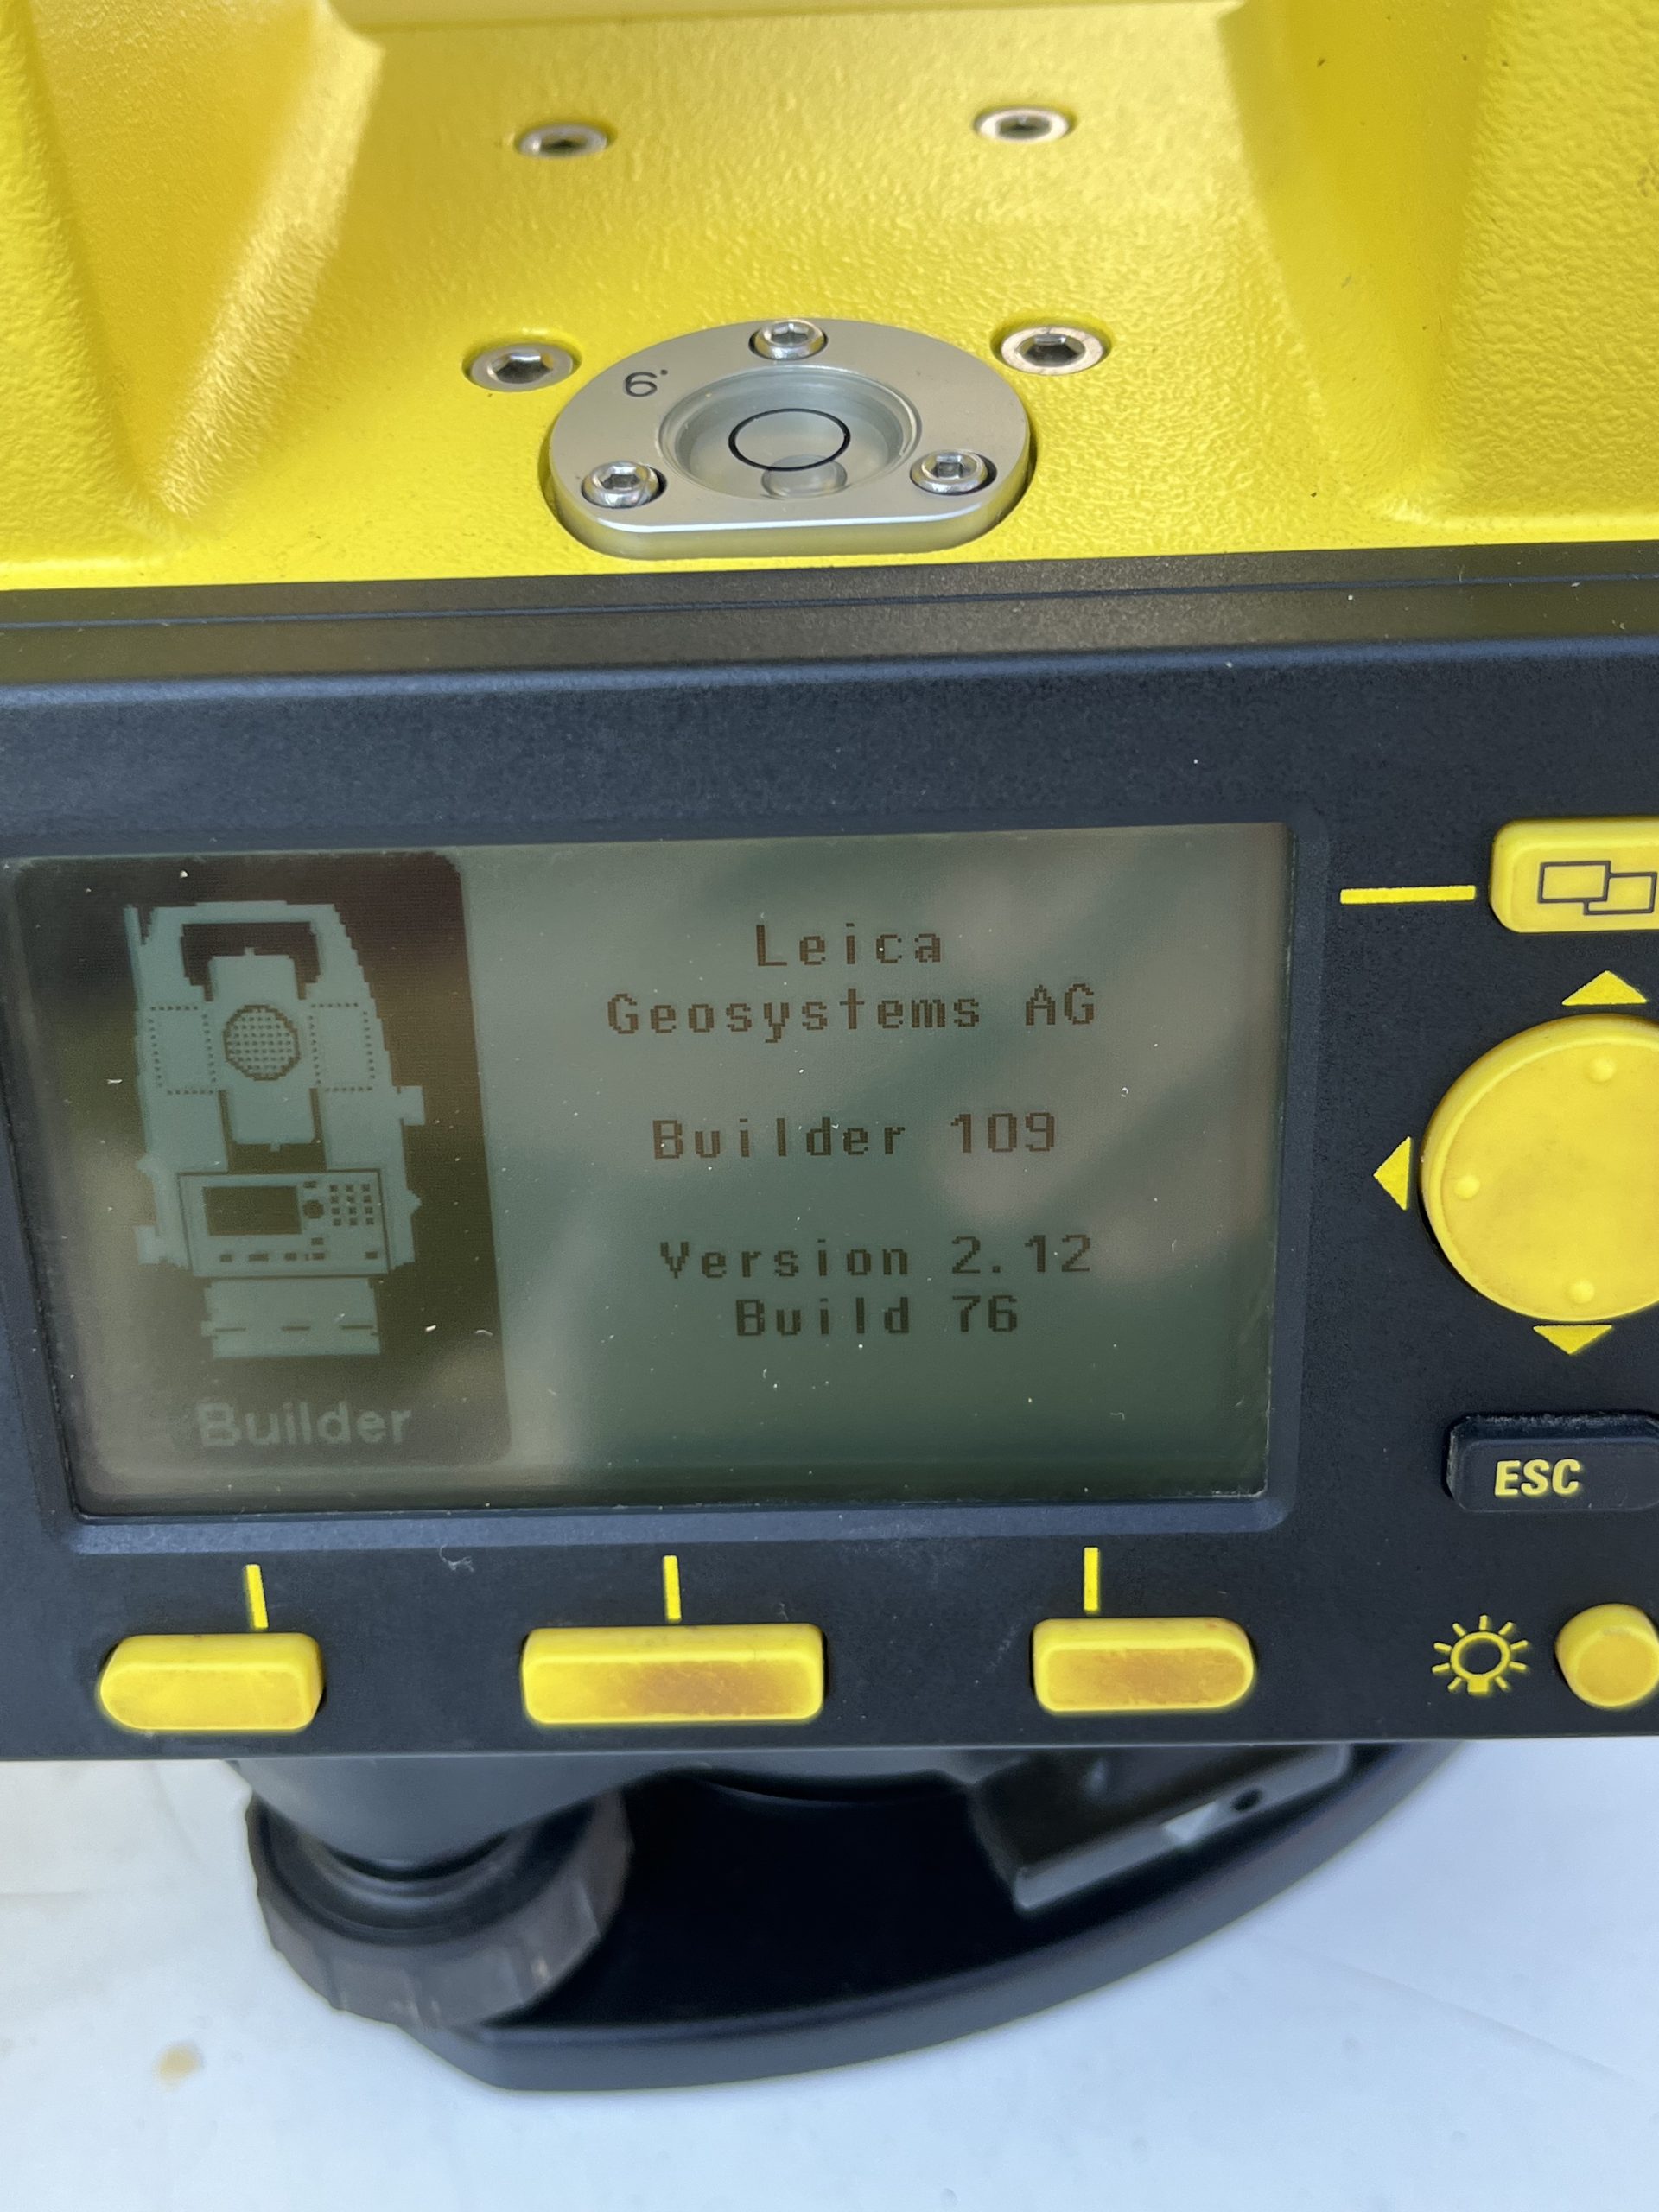 6'
Leica
Geosystems AG
Builder 109
Version 2.12
Build 76
Builder
ESC